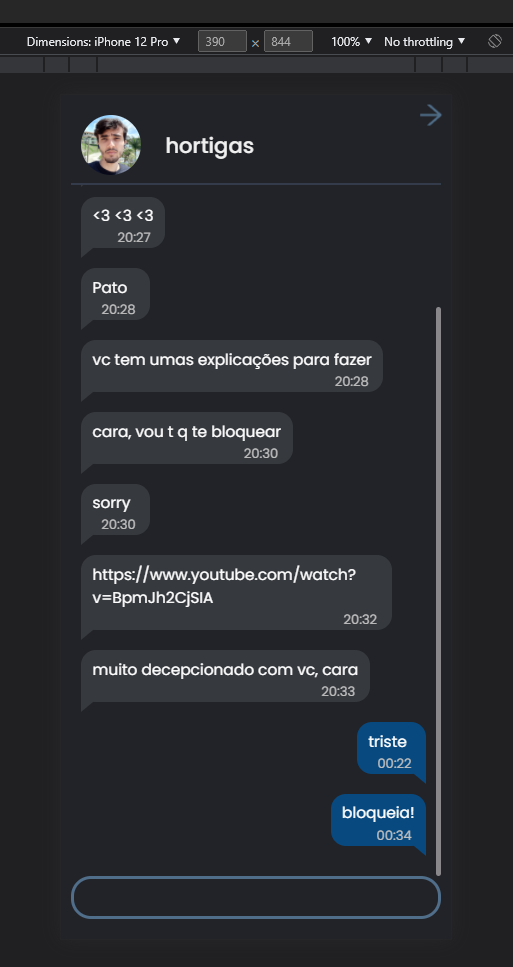 Dimensions: iPhone 12 Pro ▼ 390 × 844 100% ▼ No throttling ▼
hortigas
<3 <3 <3
20:27
Pato
20:28
vc tem umas explicações para fazer
20:28
cara, vou t q te bloquear
20:30
sorry
20:30
https://www.youtube.com/watch?
v=BpmJh2CjSIA
20:32
muito decepcionado com vc, cara
20:33
triste
00:22
bloqueia!
00:34